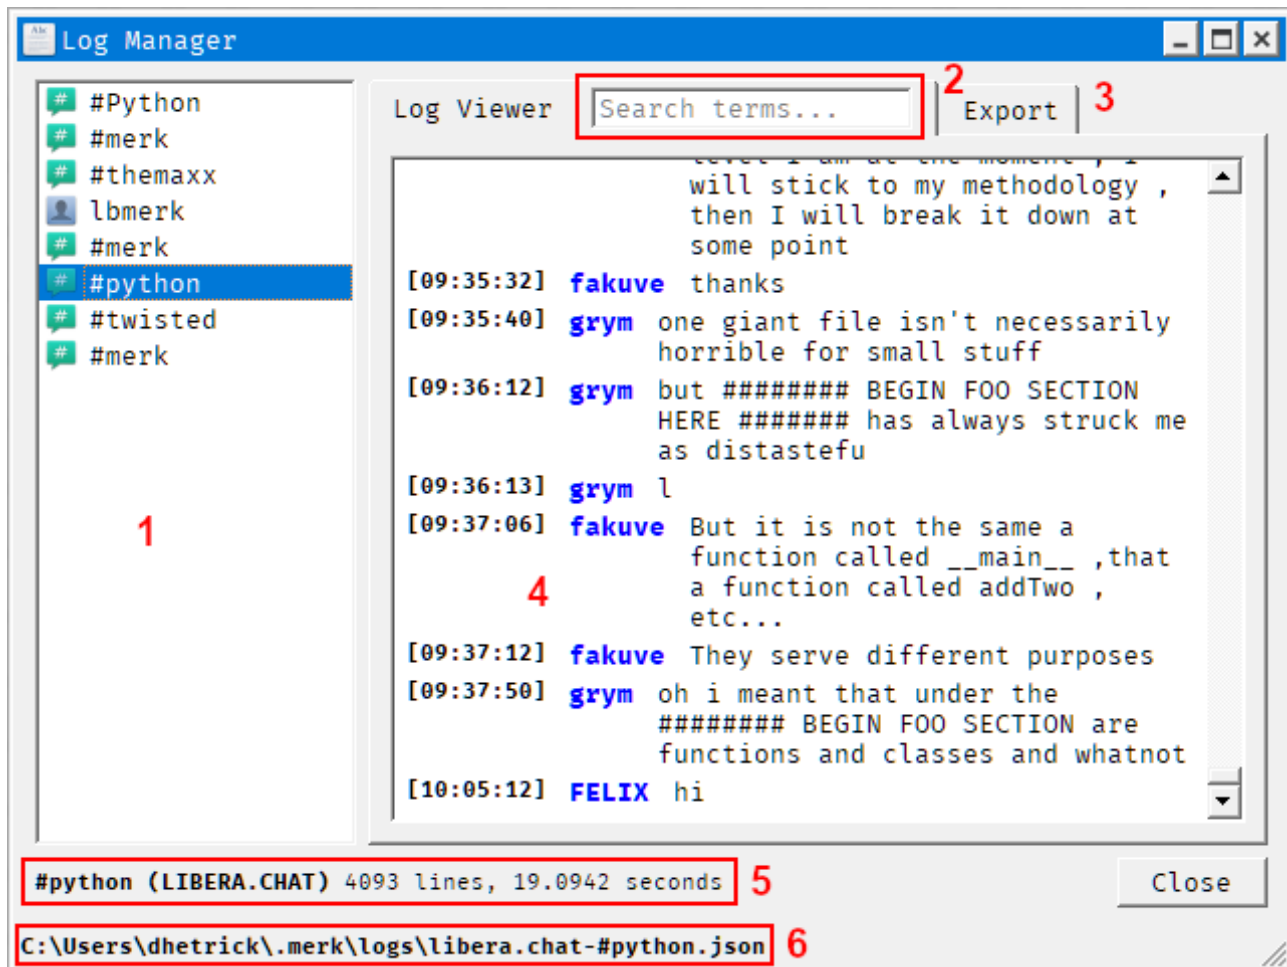 Log Manager
#Python
#merk
#themaxx
lbmerk
#merk
#python
#twisted
#merk
1
Log Viewer
Search terms...
2
Export
3
level I am at the moment , I
will stick to my methodology ,
then I will break it down at
some point
[09:35:32] fakuve thanks
[09:35:40] grym one giant file isn't necessarily
horrible for small stuff
[09:36:12] grym but ######## BEGIN FOO SECTION
HERE ####### has always struck me
as distastefu
[09:36:13] grym l
[09:37:06] fakuve But it is not the same a
function called __main__ ,that
a function called addTwo ,
etc...
4
[09:37:12] fakuve They serve different purposes
[09:37:50] grym oh i meant that under the
######## BEGIN FOO SECTION are
functions and classes and whatnot
[10:05:12] FELIX hi
#python (LIBERA.CHAT) 4093 lines, 19.0942 seconds
5
Close
C:\Users\dhetrick\.merk\logs\libera.chat-#python.json
6